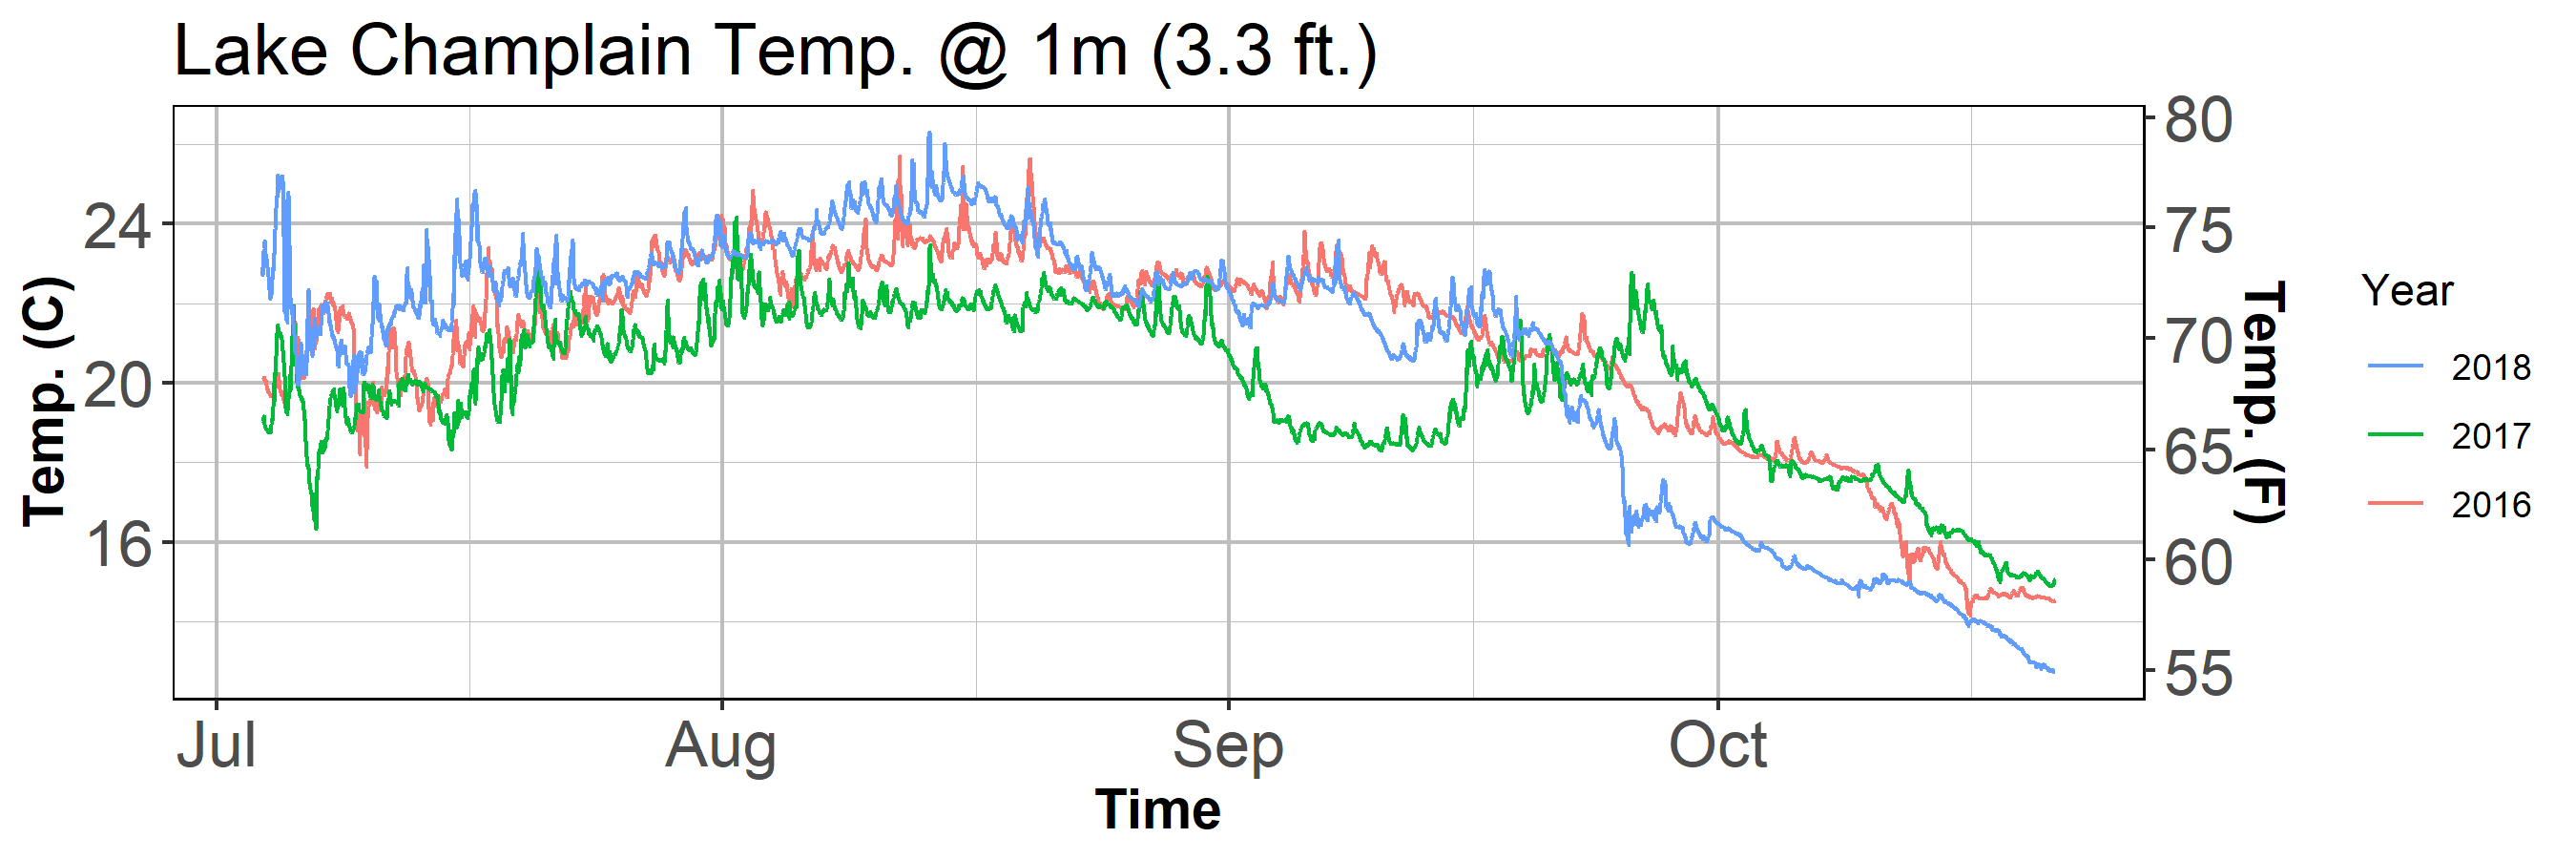 Lake Champlain Temp. @ 1m (3.3 ft.)
Temp. (C)
24
20
16
80
75
70
65
60
55
Temp. (F)
Jul Aug Sep Oct
Time
Year
2018
2017
2016